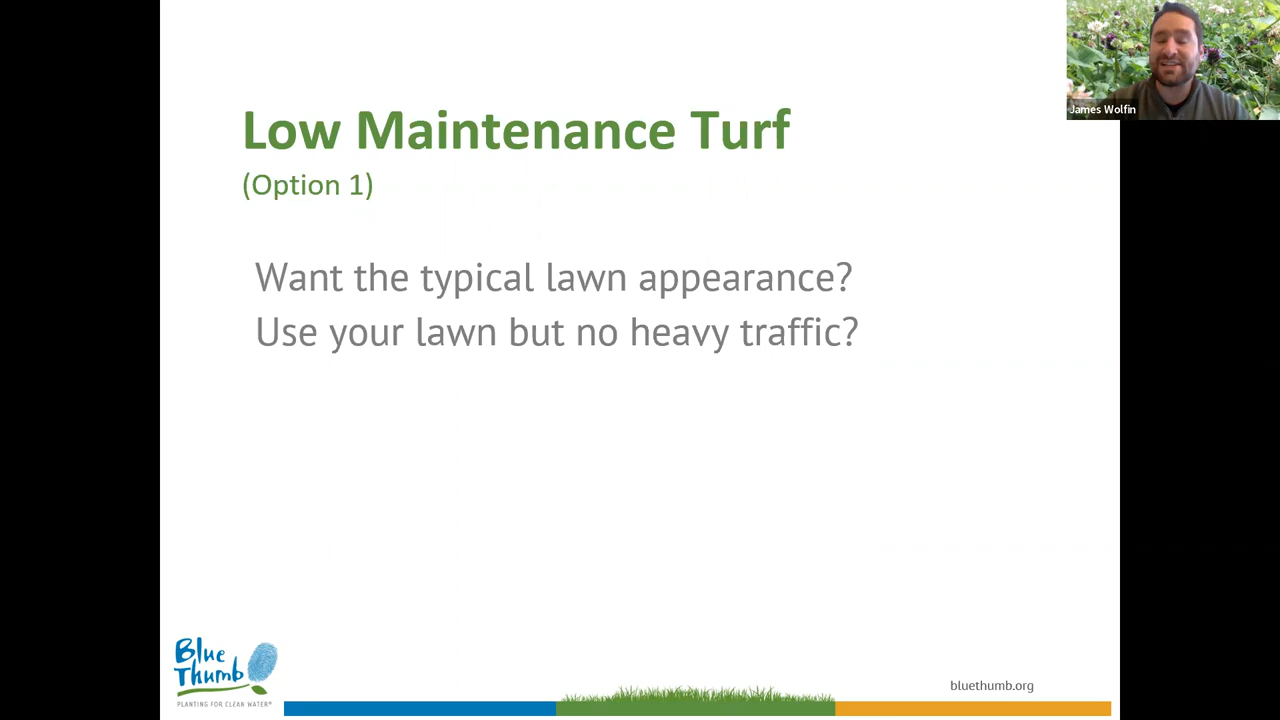 Low Maintenance Turf
(Option 1)
Want the typical lawn appearance?
Use your lawn but no heavy traffic?
James Wolfin
Blue
Thumb
PLANTING FOR CLEAN WATER®
bluethumb.org